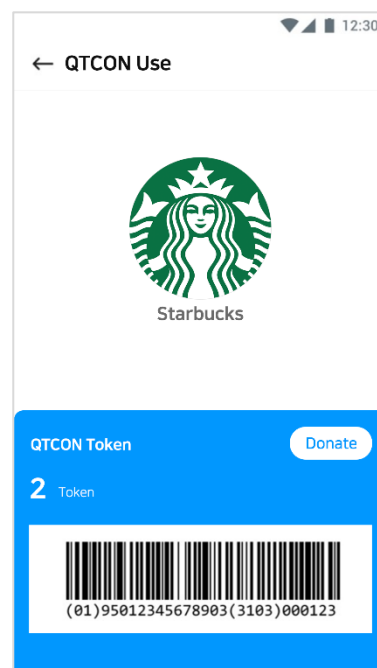 12:30
← QTCON Use
Starbucks
QTCON Token
Donate
2 Token
(01)95012345678903(3103)000123